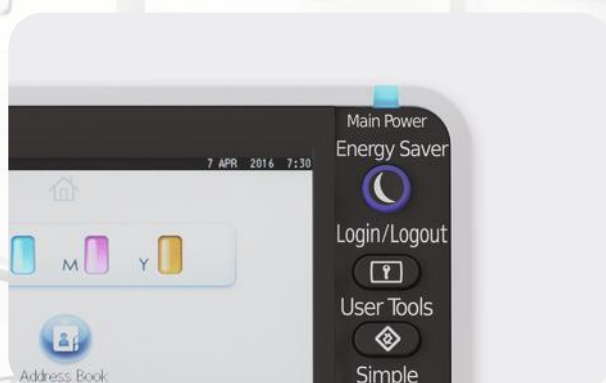 Main Power
Energy Saver
7 APR 2016 7:30
Login/Logout
M Y
User Tools
Address Book
Simple